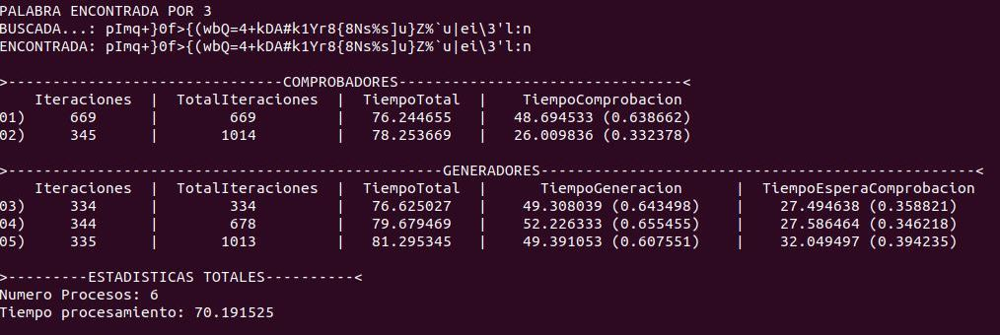 PALABRA ENCONTRADA POR 3
BUSCADA...: pImq+}0f>{(wbQ=4+kDA#k1Yr8{8Ns%s]u}Z%`u|ei\3'l:n
ENCONTRADA: pImq+}0f>{(wbQ=4+kDA#k1Yr8{8Ns%s]u}Z%`u|ei\3'l:n
>-------------------------------COMPROBADORES--------------------------------<
Iteraciones | TotalIteraciones | TiempoTotal | TiempoComprobacion
01) 669 | 669 | 76.244655 | 48.694533 (0.638662)
02) 345 | 1014 | 78.253669 | 26.009836 (0.332378)
>-------------------------------------------------GENERADORES-------------------------------------------------<
Iteraciones | TotalIteraciones | TiempoTotal | TiempoGeneracion | TiempoEsperaComprobacion
03) 334 | 334 | 76.625027 | 49.308039 (0.643498) | 27.494638 (0.358821)
04) 344 | 678 | 79.679469 | 52.226333 (0.655455) | 27.586464 (0.346218)
05) 335 | 1013 | 81.295345 | 49.391053 (0.607551) | 32.049497 (0.394235)
>---------ESTADISTICAS TOTALES----------<
Numero Procesos: 6
Tiempo procesamiento: 70.191525